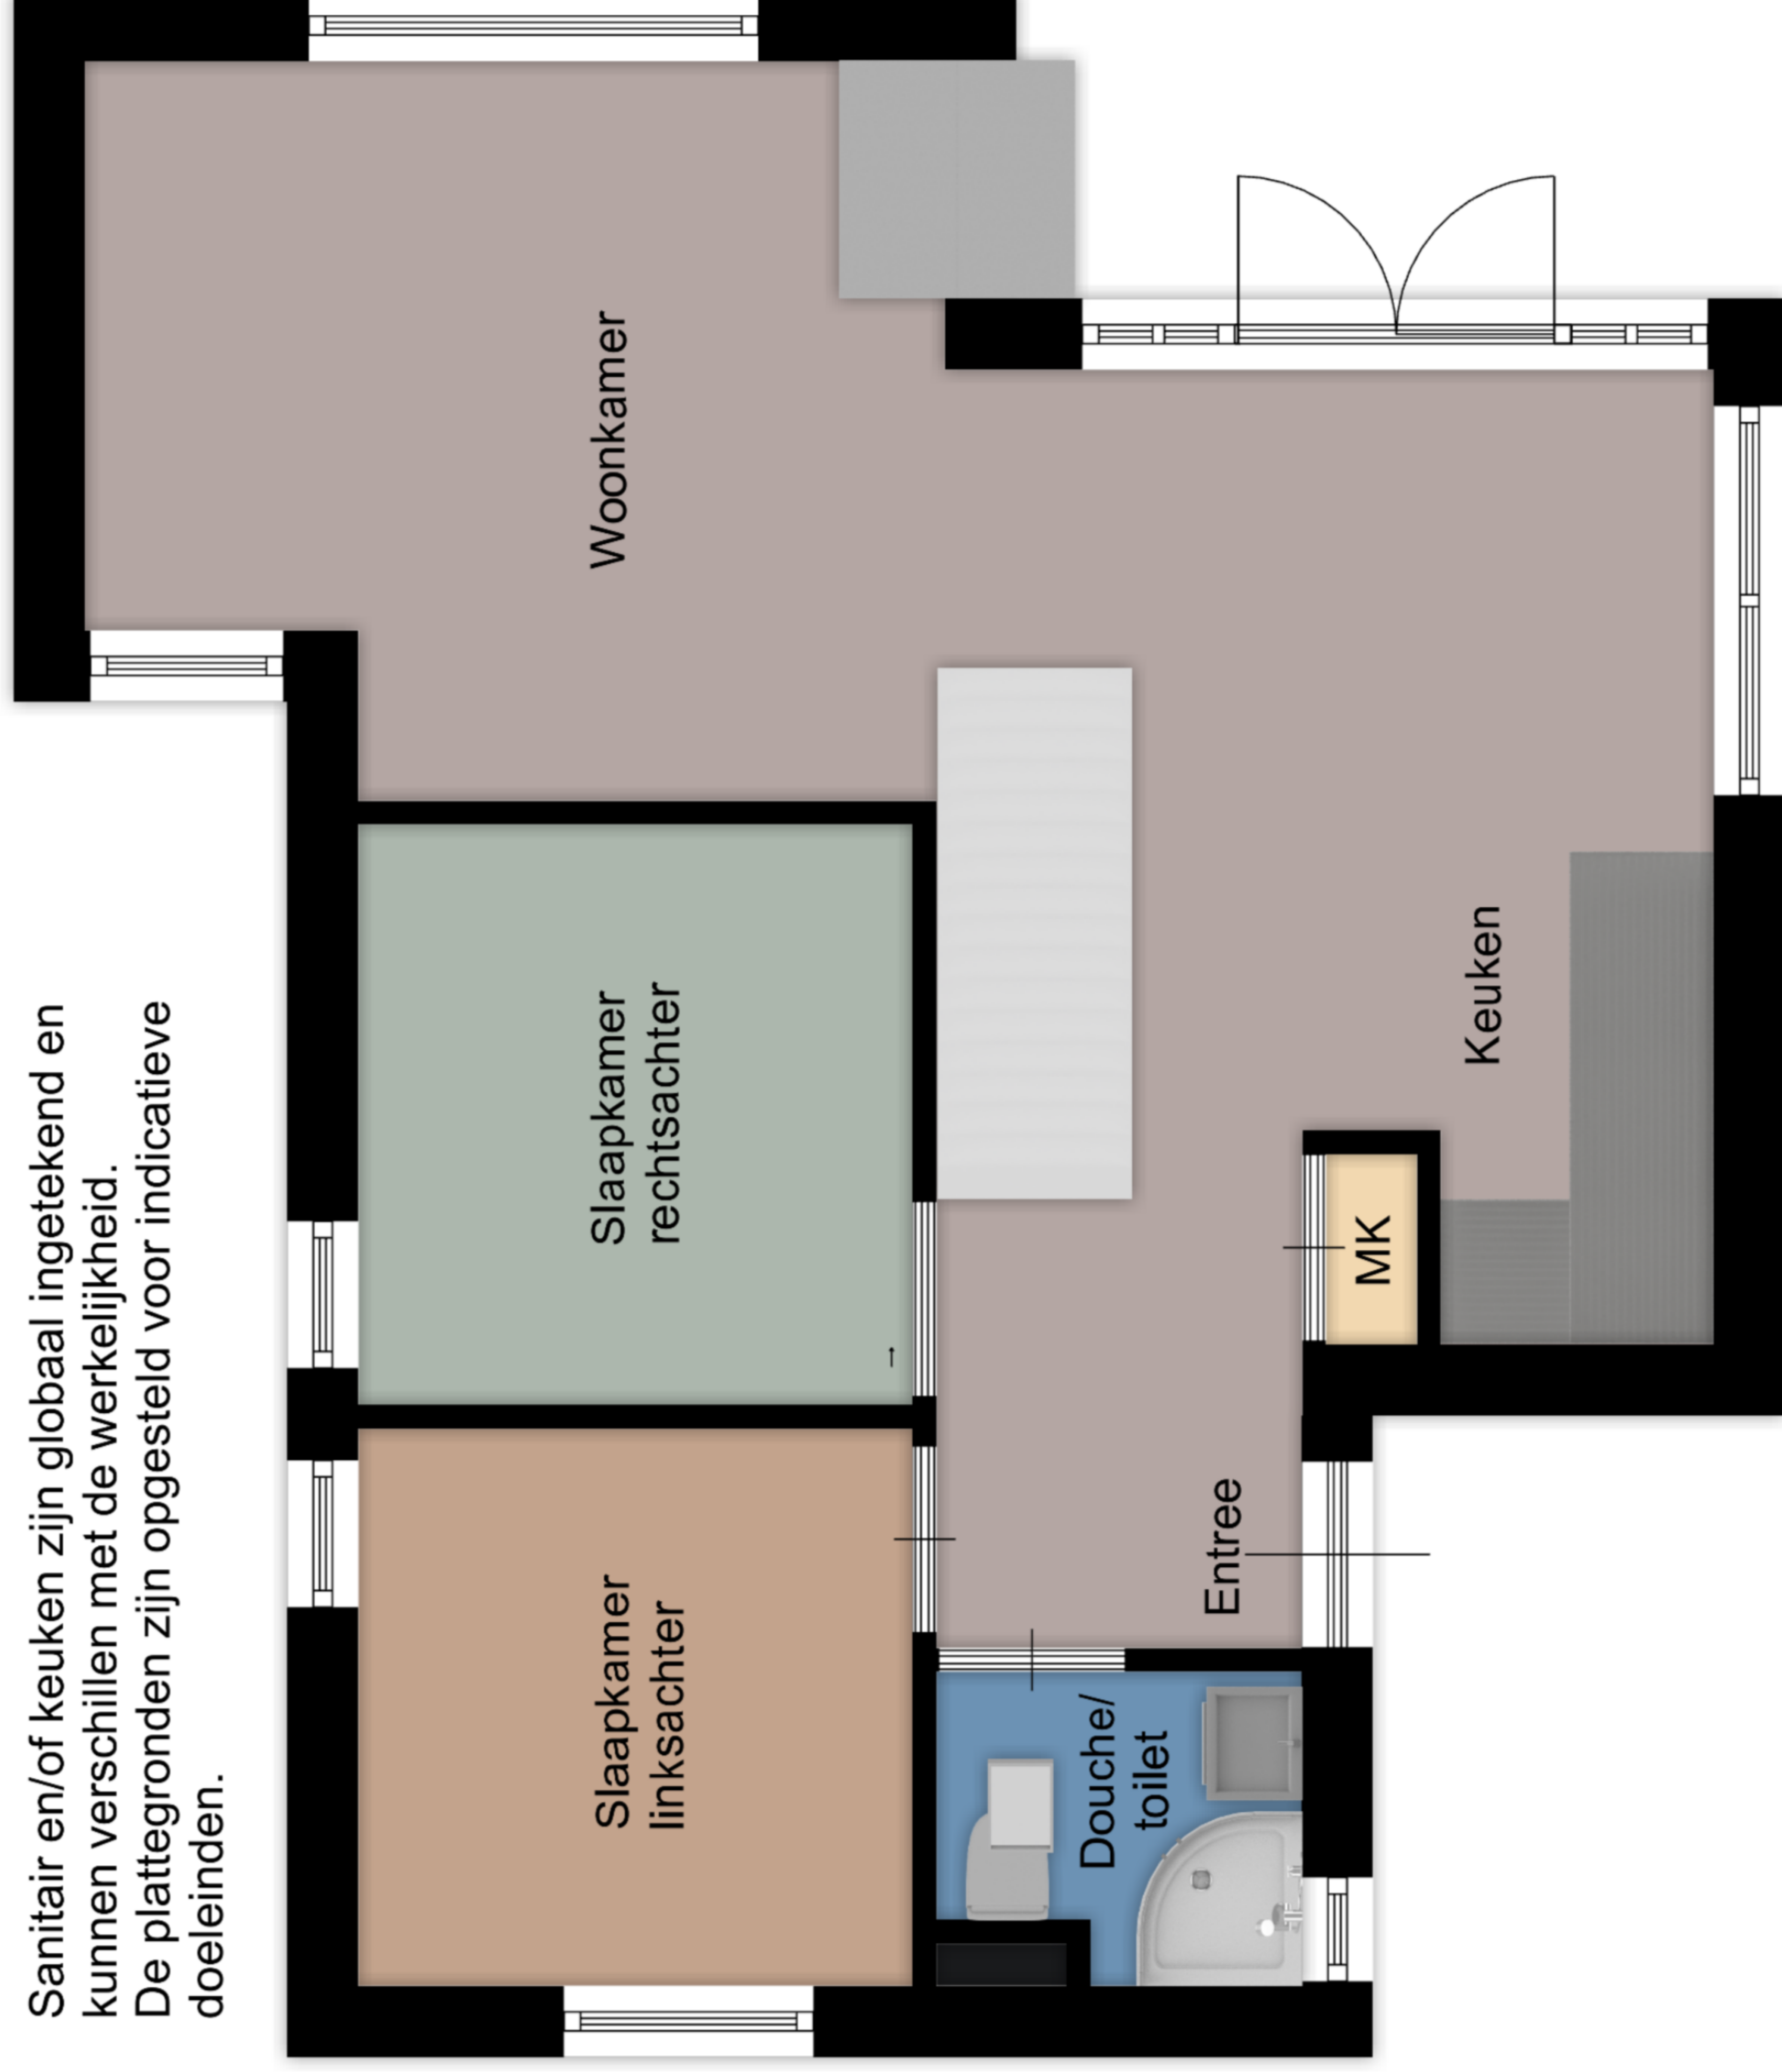 Sanitair en/of keuken zijn globaal ingetekend en
kunnen verschillen met de werkelijkheid.
De plattegronden zijn opgesteld voor indicatieve
doeleinden.
Slaapkamer
linksachter
Slaapkamer
rechtsachter
Woonkamer
Douche/
toilet
Entree
MK
Keuken